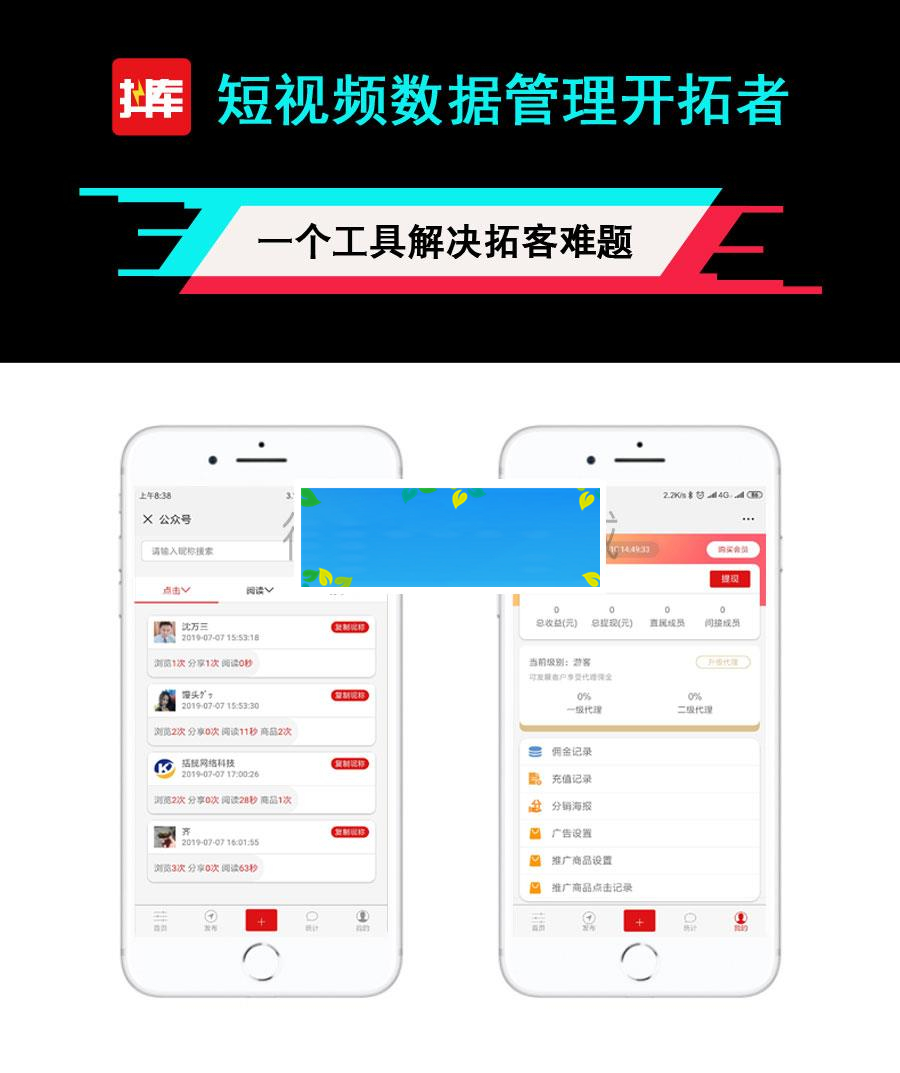 短视频数据管理开拓者
一个工具解决拓客难题
上午8:38
公众号
请输入昵称搜索
点击
阅读
沈万三
2019-07-07 15:53:18
复制昵称
浏览1次 分享1次 阅读0秒
2019-07-07 15:53:30
复制昵称
浏览2次 分享0次 阅读11秒 商品2次
括民网络科技
2019-07-07 17:00:26
复制昵称
浏览2次 分享0次 阅读28秒 商品1次
齐
2019-07-07 16:01:55
复制昵称
浏览3次 分享0次 阅读63秒
首页
发布
统计
我的
2.2K/s
4G
14:49:33
购买会员
提现
0 0 0 0
总收益(元) 总提现(元) 直属成员 间接成员
当前级别：游客
升级代理
可发展客户享受代理佣金
0% 0%
一级代理 二级代理
佣金记录
充值记录
分销海报
广告设置
推广商品设置
推广商品点击记录
首页
发布
统计
我的